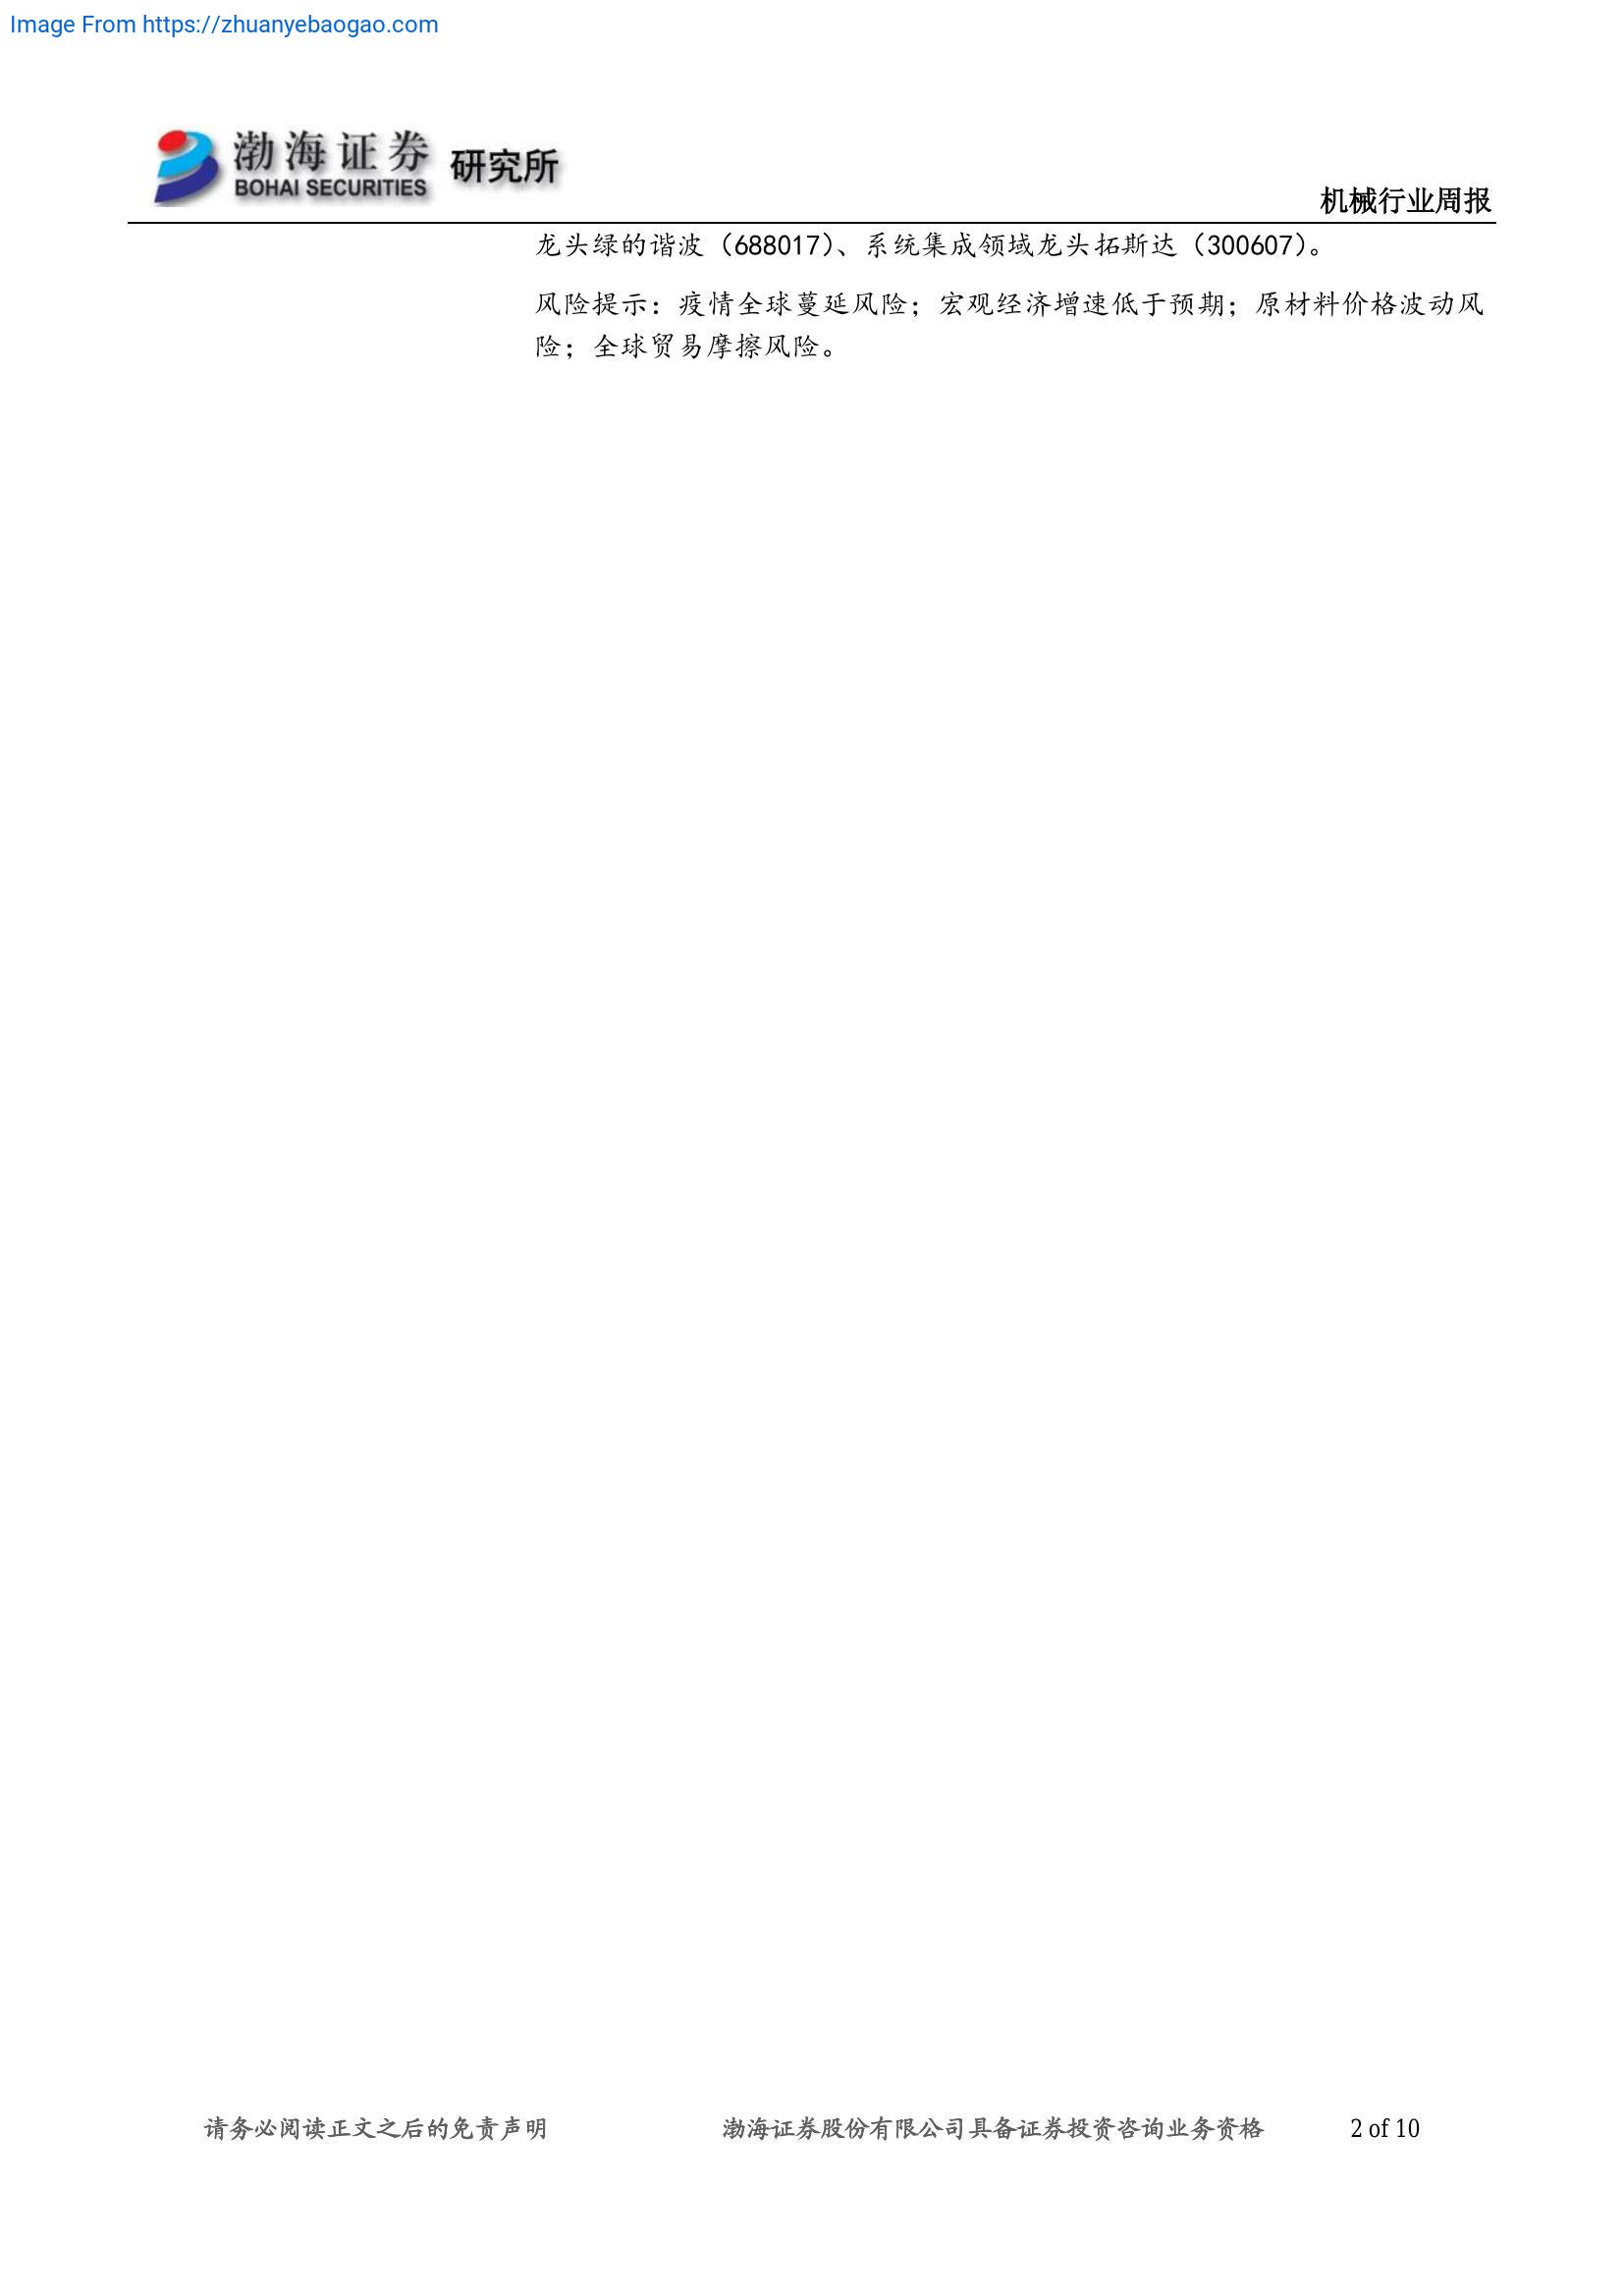 Image From https://zhuanyebaogao.com
渤海证券 研究所
BOHAI SECURITIES
机械行业周报
龙头绿的谐波（688017）、系统集成领域龙头拓斯达（300607）。
风险提示：疫情全球蔓延风险；宏观经济增速低于预期；原材料价格波动风
险；全球贸易摩擦风险。
请务必阅读正文之后的免责声明 渤海证券股份有限公司具备证券投资咨询业务资格 2 of 10